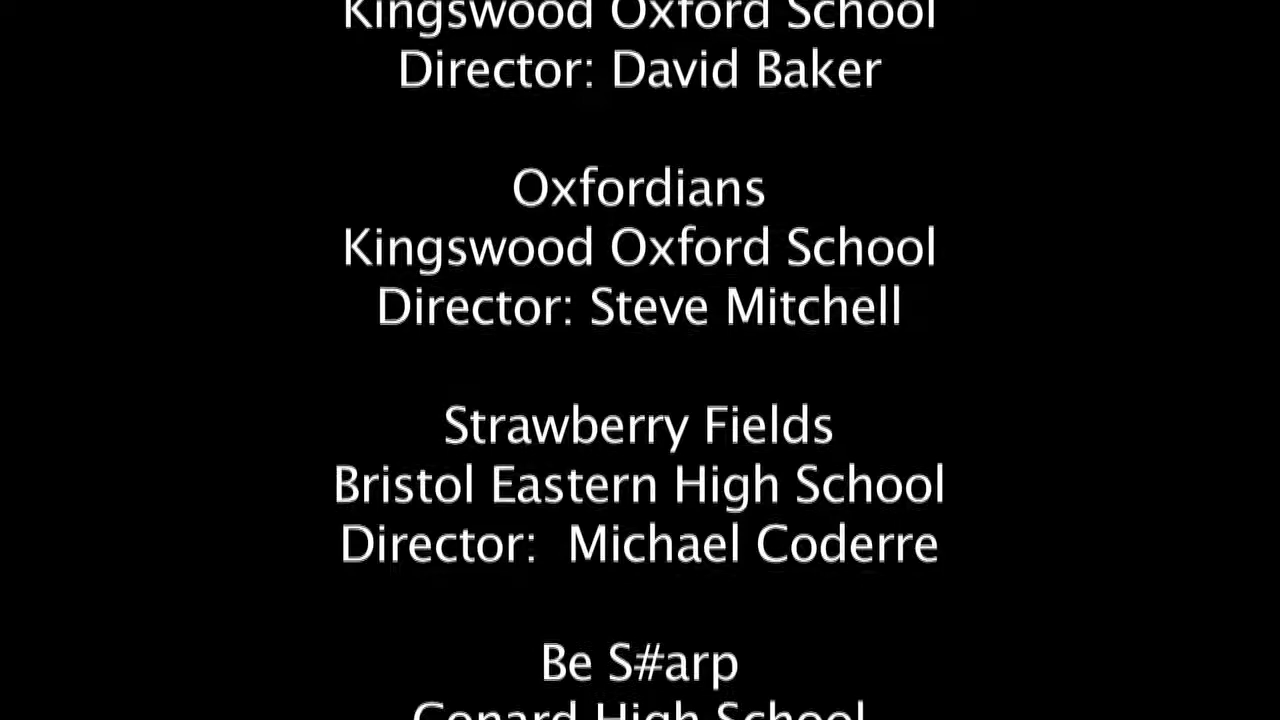 Kingswood Oxford School
Director: David Baker
Oxfordians
Kingswood Oxford School
Director: Steve Mitchell
Strawberry Fields
Bristol Eastern High School
Director:  Michael Coderre
Be S#arp
Conard High School